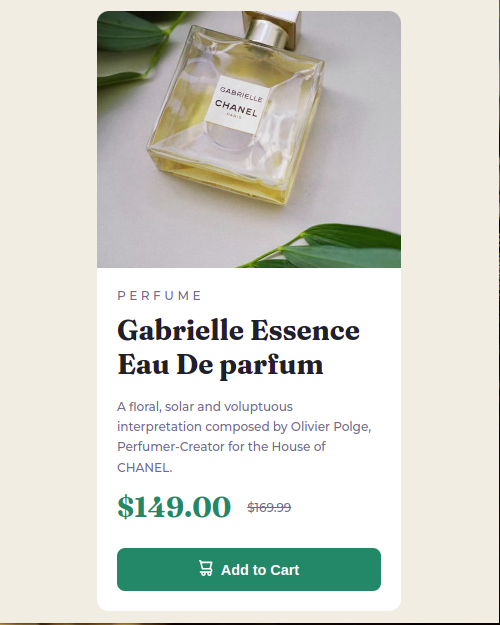 GABRIELLE
CHANEL
PARIS
PERFUME
Gabrielle Essence
Eau De parfum
A floral, solar and voluptuous
interpretation composed by Olivier Polge,
Perfumer-Creator for the House of
CHANEL.
$149.00 $169.99
Add to Cart